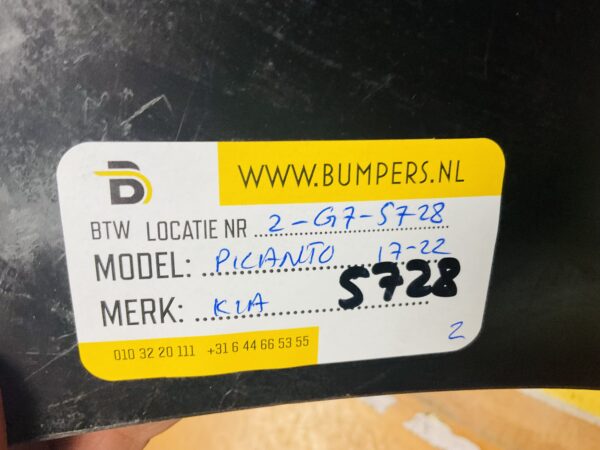 WWW.BUMPERS.NL
BTW LOCATIE NR 2-G7-5728
MODEL: PICANTO 17-22
MERK: KIA 5728
2
010 32 20 111 +31 6 44 66 53 55